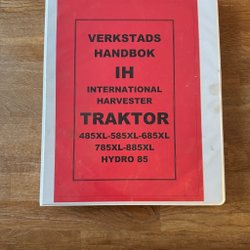 VERKSTADS
HANDBOK
IH
INTERNATIONAL
HARVESTER
TRAKTOR
485XL-585XL-685XL
785XL-885XL
HYDRO 85